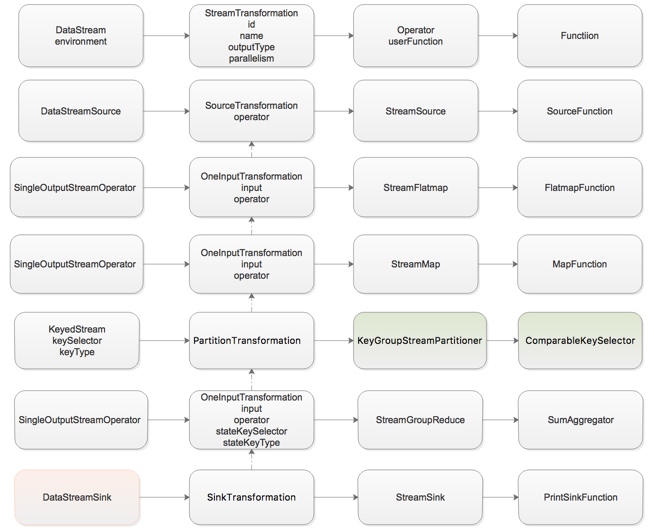 DataStream
environment
StreamTransformation
id
name
outputType
parallelism
Operator
userFunction
Functiion
DataStreamSource
SourceTransformation
operator
StreamSource
SourceFunction
SingleOutputStreamOperator
OneInputTransformation
input
operator
StreamFlatmap
FlatmapFunction
SingleOutputStreamOperator
OneInputTransformation
input
operator
StreamMap
MapFunction
KeyedStream
keySelector
keyType
PartitionTransformation
KeyGroupStreamPartitioner
ComparableKeySelector
SingleOutputStreamOperator
OneInputTransformation
input
operator
stateKeySelector
stateKeyType
StreamGroupReduce
SumAggregator
DataStreamSink
SinkTransformation
StreamSink
PrintSinkFunction